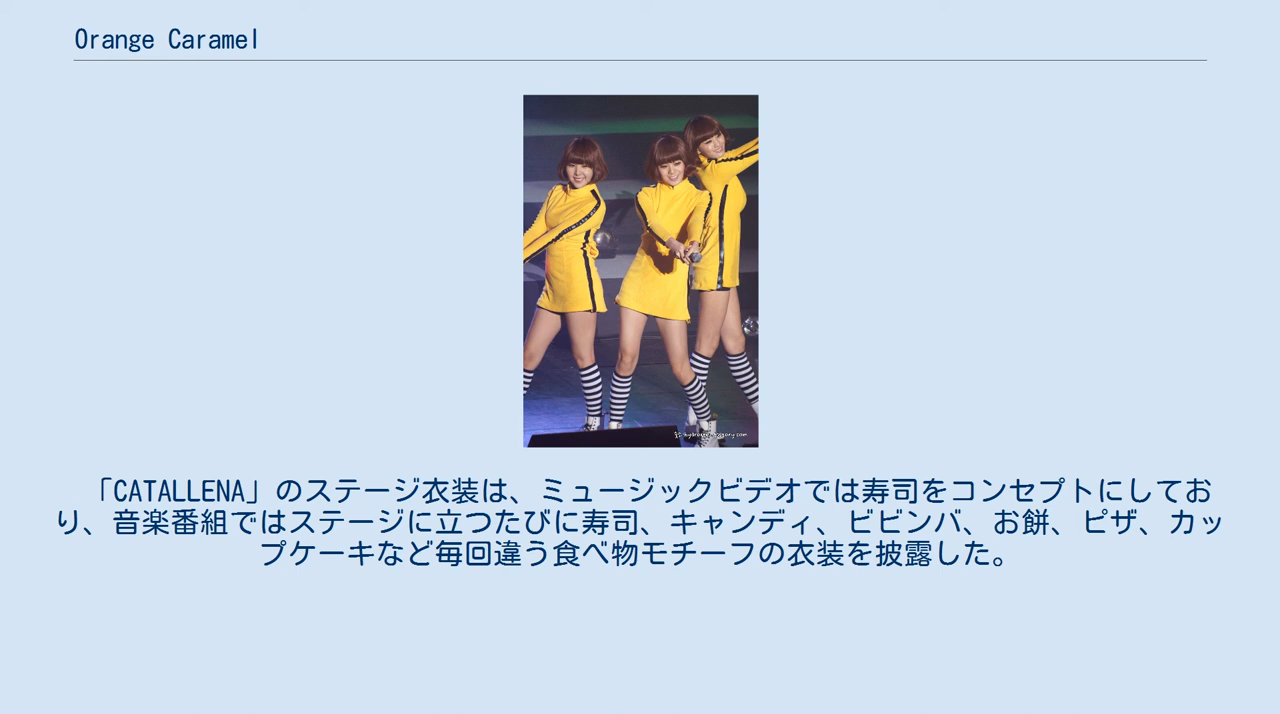 Orange Caramel
「CATALLENA」のステージ衣装は、ミュージックビデオでは寿司をコンセプトにしてお
り、音楽番組ではステージに立つたびに寿司、キャンディ、ビビンバ、お餅、ピザ、カッ
プケーキなど毎回違う食べ物モチーフの衣装を披露した。